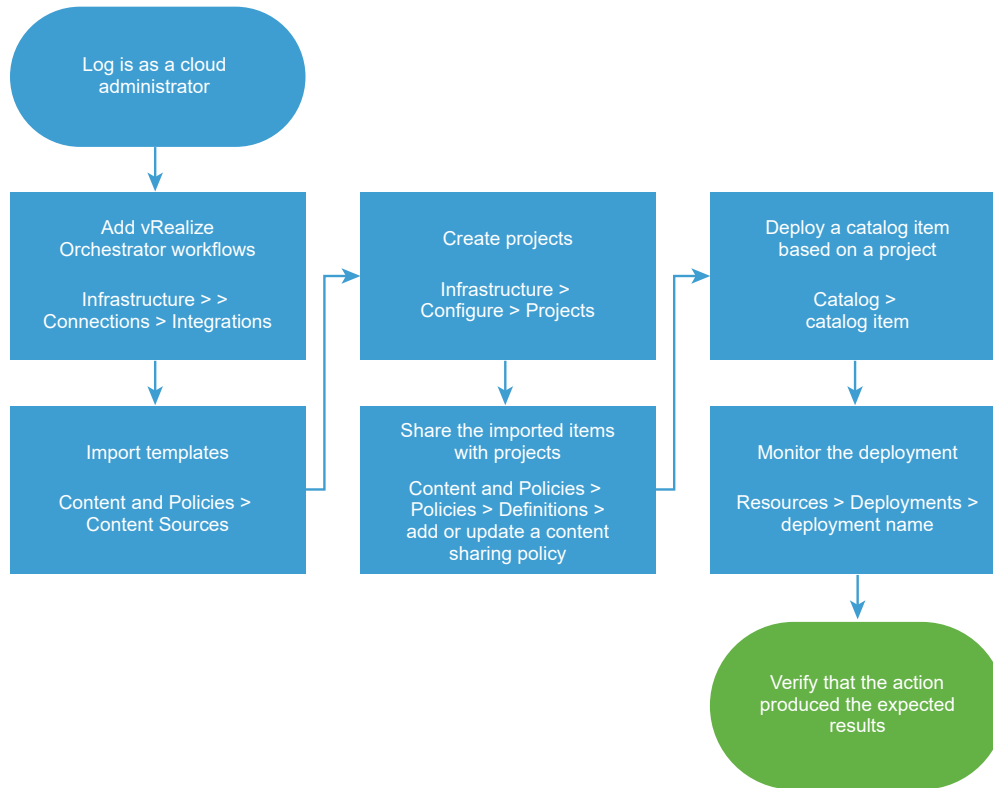 Log is as a cloud
administrator
Add vRealize
Orchestrator workflows
Infrastructure > >
Connections > Integrations
Import templates
Content and Policies >
Content Sources
Create projects
Infrastructure >
Configure > Projects
Share the imported items
with projects
Content and Policies >
Policies > Definitions >
add or update a content
sharing policy
Deploy a catalog item
based on a project
Catalog >
catalog item
Monitor the deployment
Resources > Deployments >
deployment name
Verify that the action
produced the expected
results